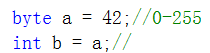 byte a = 42;//0-255
int b = a;//